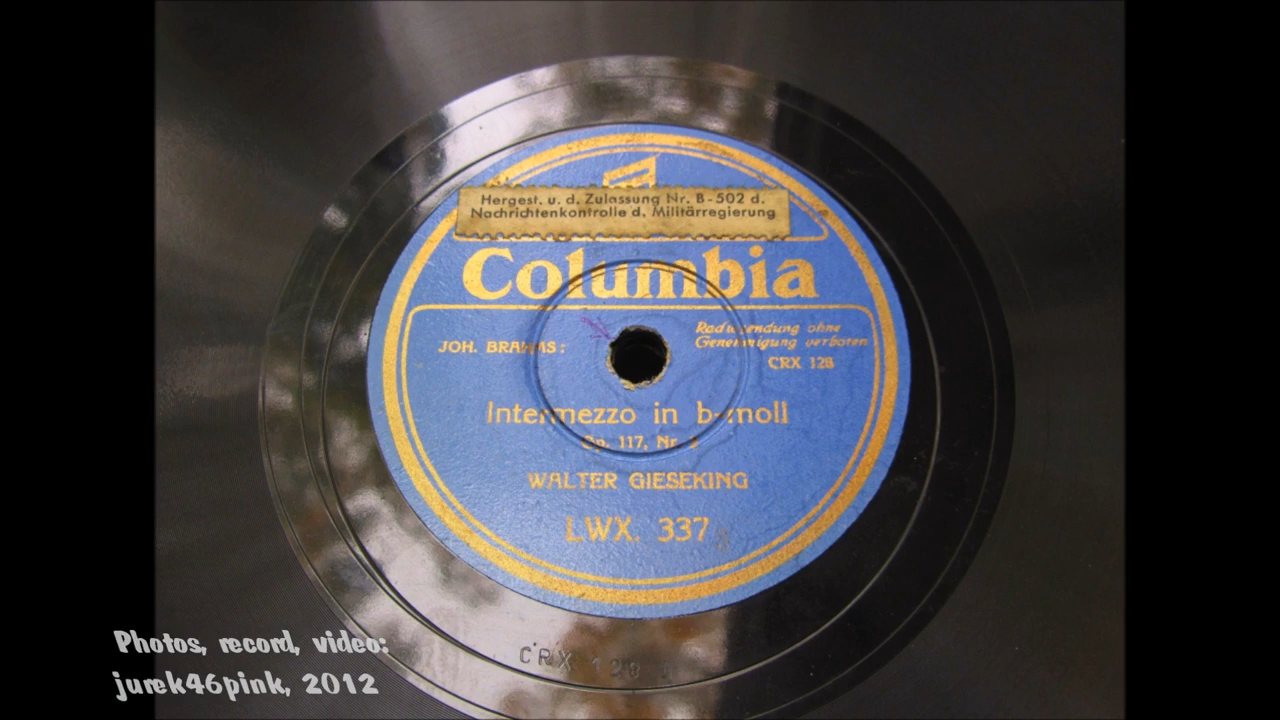 Hergest. u. d. Zulassung Nr. B-502 d.
Nachrichtenkontrolle d. Militärregierung
Columbia
JOH. BRAHMS:
Radiosendung ohne
Genehmigung verboten
CRX 128
Intermezzo in b-moll
Op. 117, Nr.
WALTER GIESEKING
LWX. 337
CRX 128
Photos, record, video:
jurek46pink, 2012